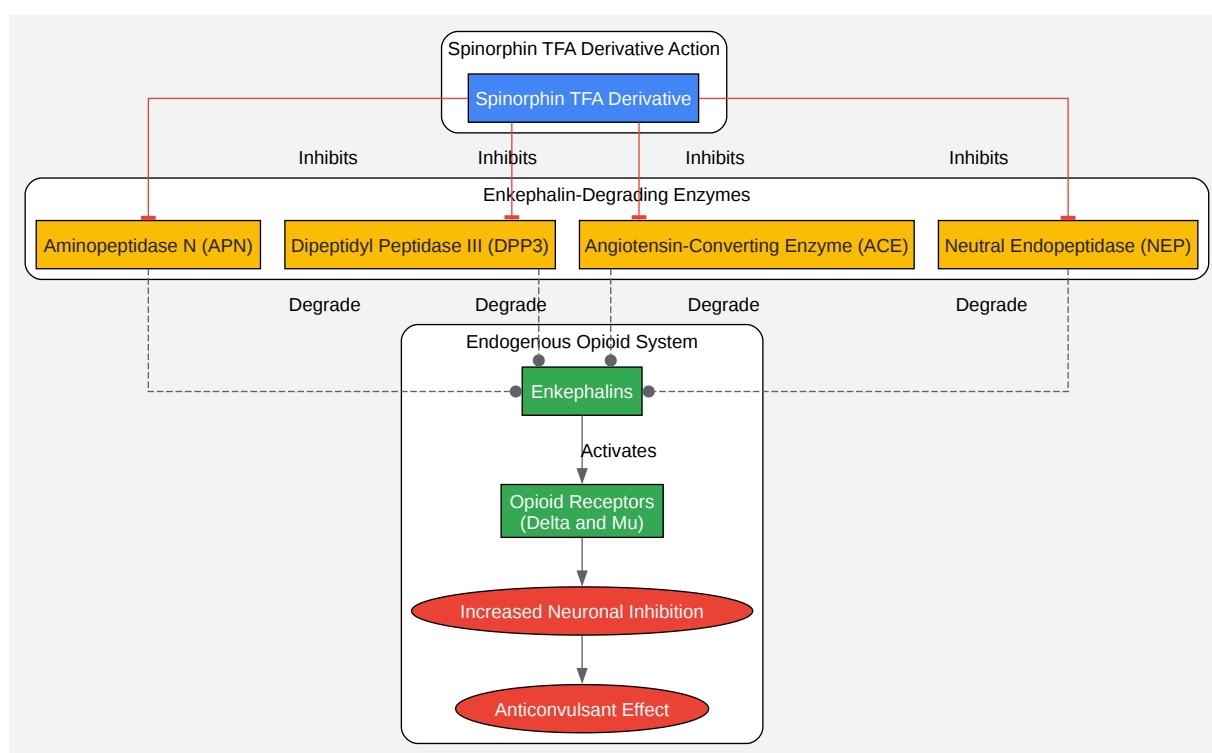 Spinorphin TFA Derivative Action
Spinorphin TFA Derivative
Inhibits
Inhibits
Inhibits
Inhibits
Enkephalin-Degrading Enzymes
Aminopeptidase N (APN)
Dipeptidyl Peptidase III (DPP3)
Angiotensin-Converting Enzyme (ACE)
Neutral Endopeptidase (NEP)
Degrade
Degrade
Degrade
Degrade
Endogenous Opioid System
Enkephalins
Activates
Opioid Receptors
(Delta and Mu)
Increased Neuronal Inhibition
Anticonvulsant Effect